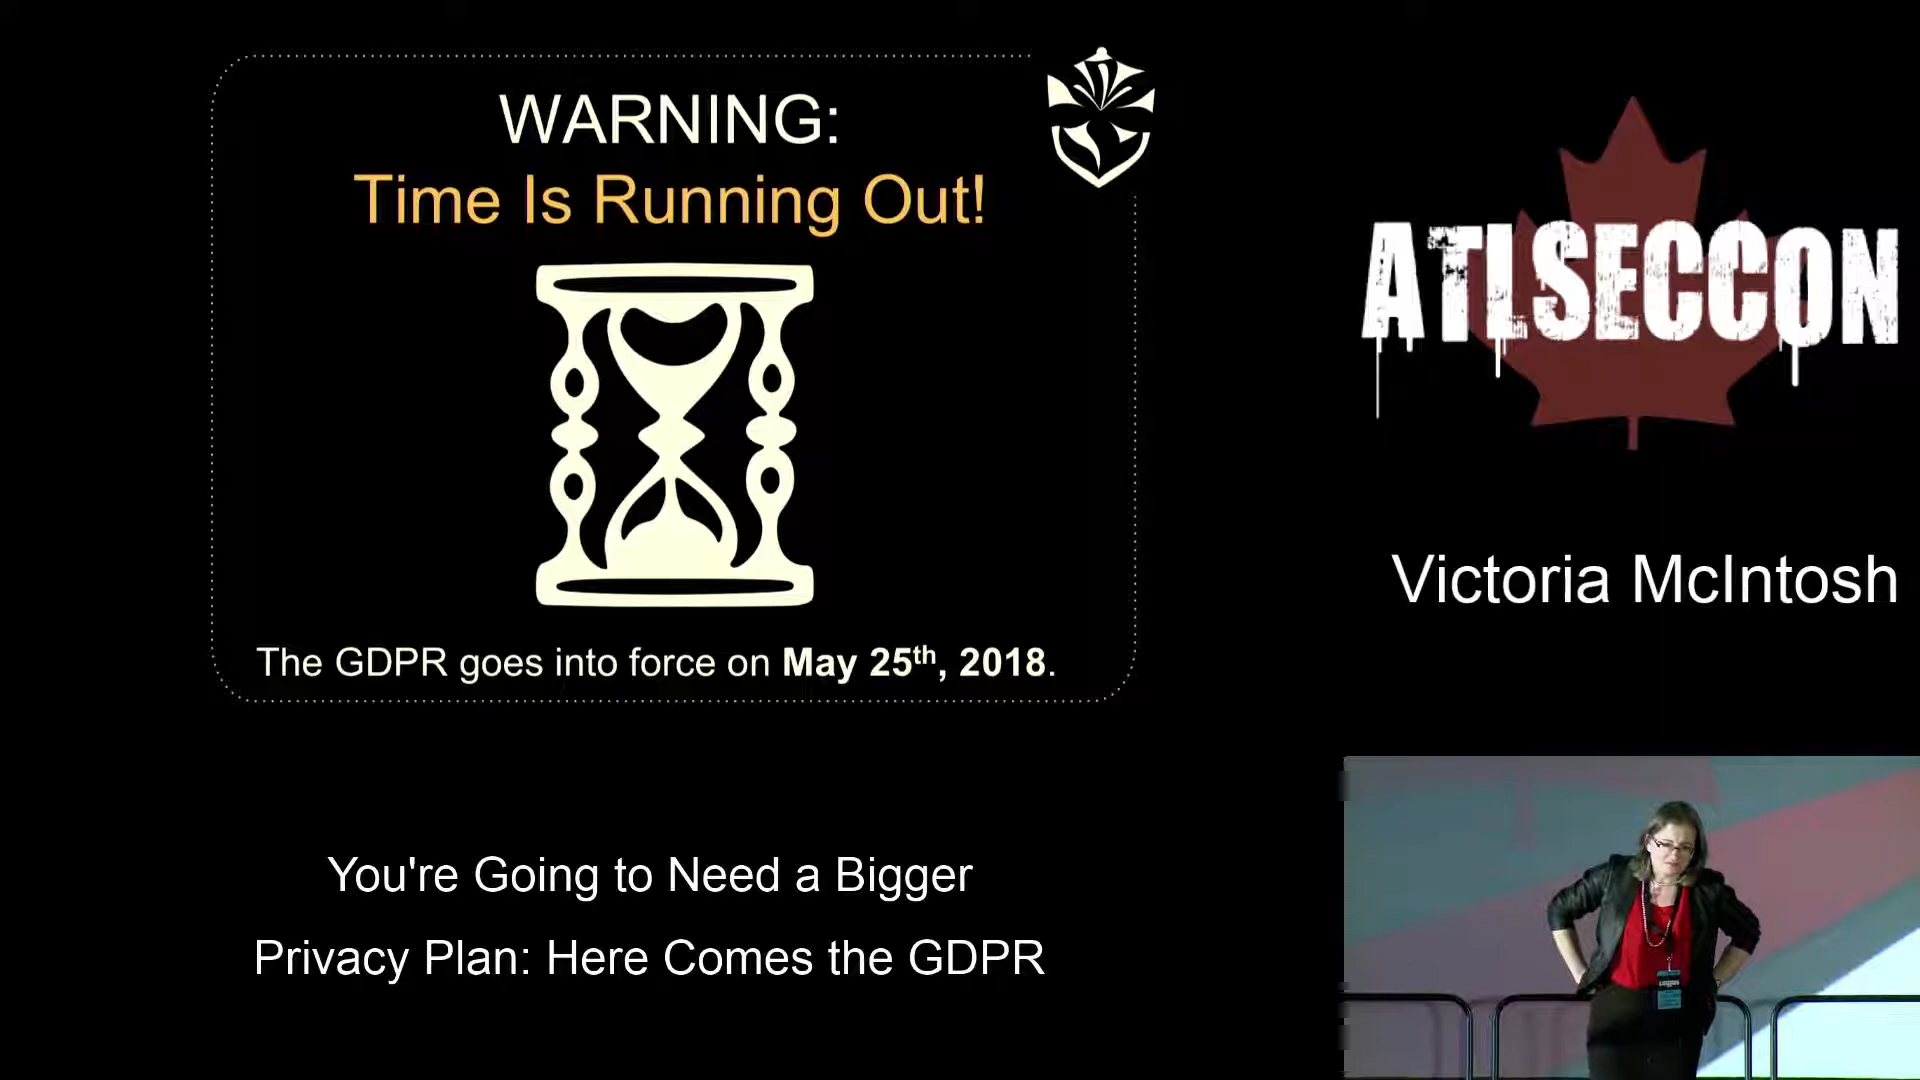 WARNING:
Time Is Running Out!
The GDPR goes into force on May 25th, 2018.
ATLSECCON
Victoria McIntosh
You're Going to Need a Bigger
Privacy Plan: Here Comes the GDPR